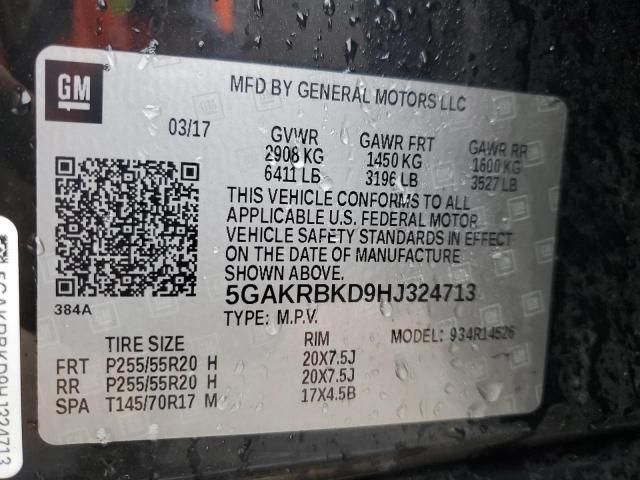 GM
MFD BY GENERAL MOTORS LLC
03/17
GVWR GAWR FRT GAWR RR
2908 KG 1450 KG 1600 KG
6411 LB 3196 LB 3527 LB
THIS VEHICLE CONFORMS TO ALL
APPLICABLE U.S. FEDERAL MOTOR
VEHICLE SAFETY STANDARDS IN EFFECT
ON THE DATE OF MANUFACTURE
SHOWN ABOVE.
384A
5GAKRBKD9HJ324713
TYPE: M.P.V. MODEL: 934R14526
TIRE SIZE RIM
FRT P255/55R20 H 20X7.5J
RR P255/55R20 H 20X7.5J
SPA T145/70R17 M 17X4.5B
5GAKRBKD9HJ324713